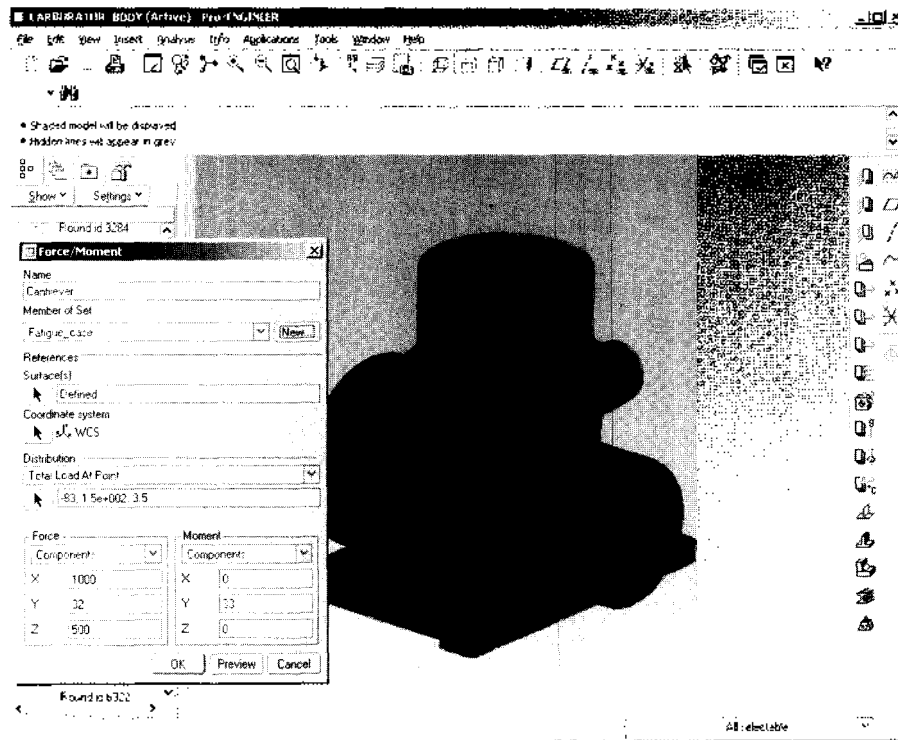 CARBURATOR_BODY (Active) - Pro/ENGINEER
File Edit View Insert Analysis Info Applications Tools Window Help
• Shaded model will be displayed
• Hidden lines will appear in grey
Show Settings
Round id 3284
Force/Moment
Name
Cantilever
Member of Set
Fatigue_case New...
References
Surface(s)
Defined
Coordinate system
WCS
Distribution
Total Load At Point
-83, 1.5e+002, 3.5
Force Moment
Components Components
X 1000 X 0
Y 32 Y 33
Z 500 Z 0
OK Preview Cancel
Round id 6322
All selectable